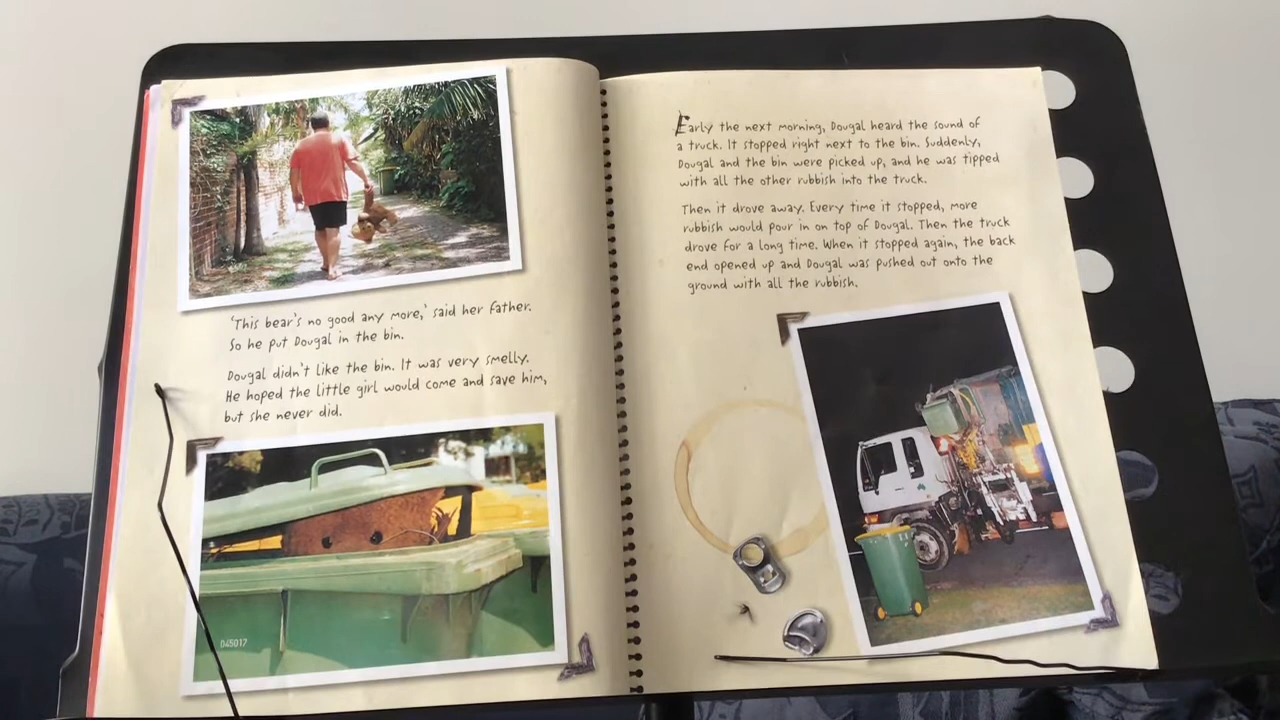 'This bear's no good any more,' said her father.
So he put Dougal in the bin.
Dougal didn't like the bin. It was very smelly.
He hoped the little girl would come and save him,
but she never did.
045017
Early the next morning, Dougal heard the sound of
a truck. It stopped right next to the bin. Suddenly,
Dougal and the bin were picked up, and he was tipped
with all the other rubbish into the truck.
Then it drove away. Every time it stopped, more
rubbish would pour in on top of Dougal. Then the truck
drove for a long time. When it stopped again, the back
end opened up and Dougal was pushed out onto the
ground with all the rubbish.